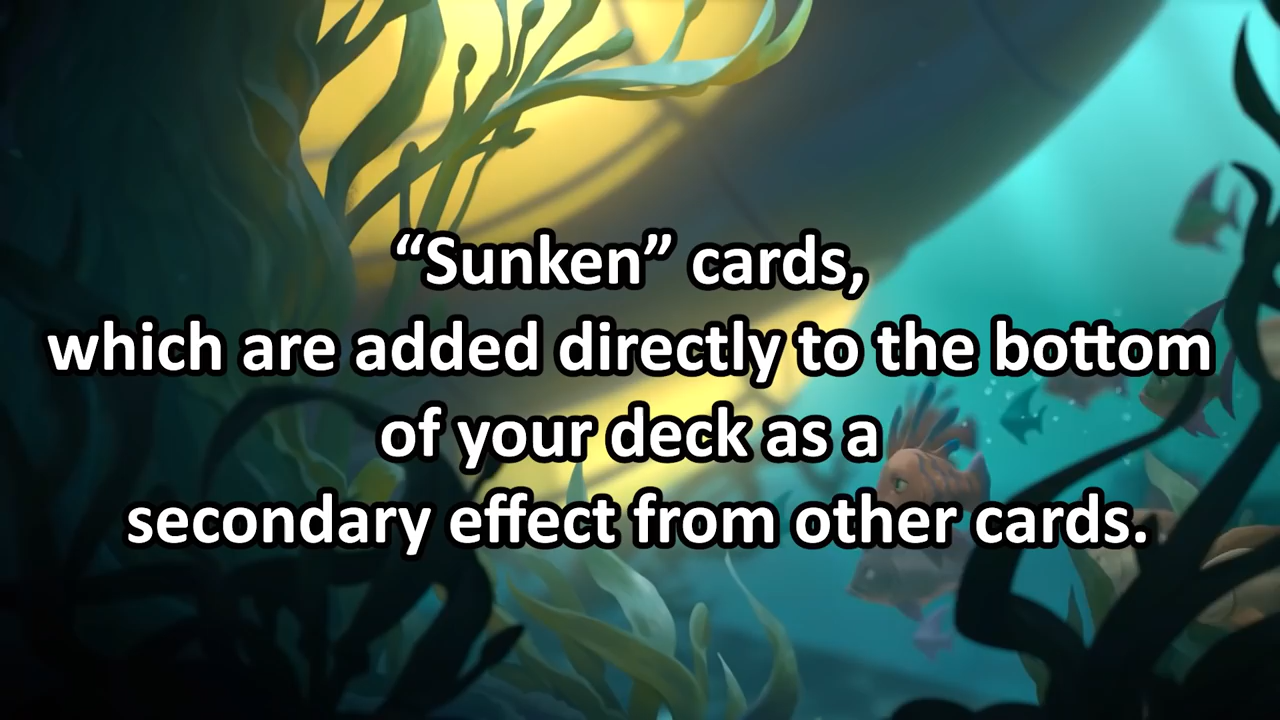 “Sunken” cards,
which are added directly to the bottom
of your deck as a
secondary effect from other cards.